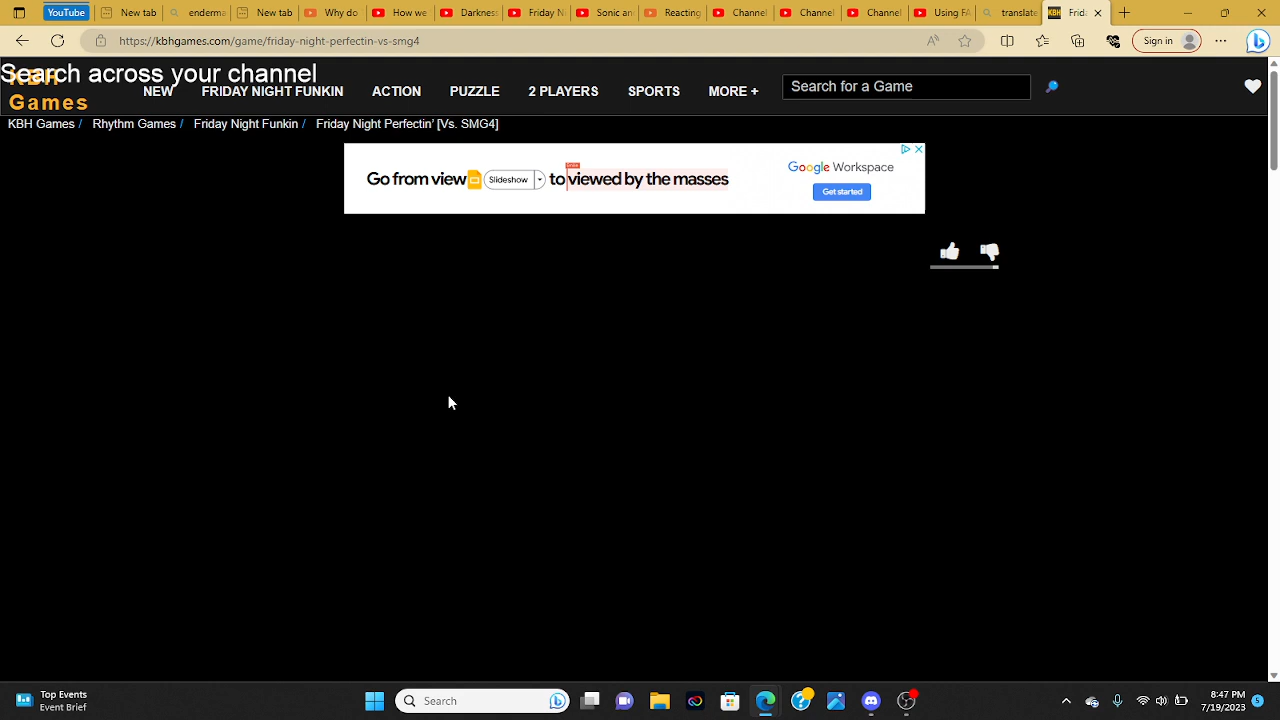 YouTube
New tab
enderma
New tab
Why do
How we
Darknes
Friday N
Sonic an
Reacting
Channel
Channel
Channel
Using FA
translate
KBH Frida
https://kbhgames.com/game/friday-night-perfectin-vs-smg4
Sign in
Search across your channel
KBH
Games
NEW
FRIDAY NIGHT FUNKIN
ACTION
PUZZLE
2 PLAYERS
SPORTS
MORE +
Search for a Game
KBH Games / Rhythm Games / Friday Night Funkin / Friday Night Perfectin' [Vs. SMG4]
Go from view Slideshow to viewed by the masses
Google Workspace
Get started
Top Events
Event Brief
Search
8:47 PM
7/19/2023
5